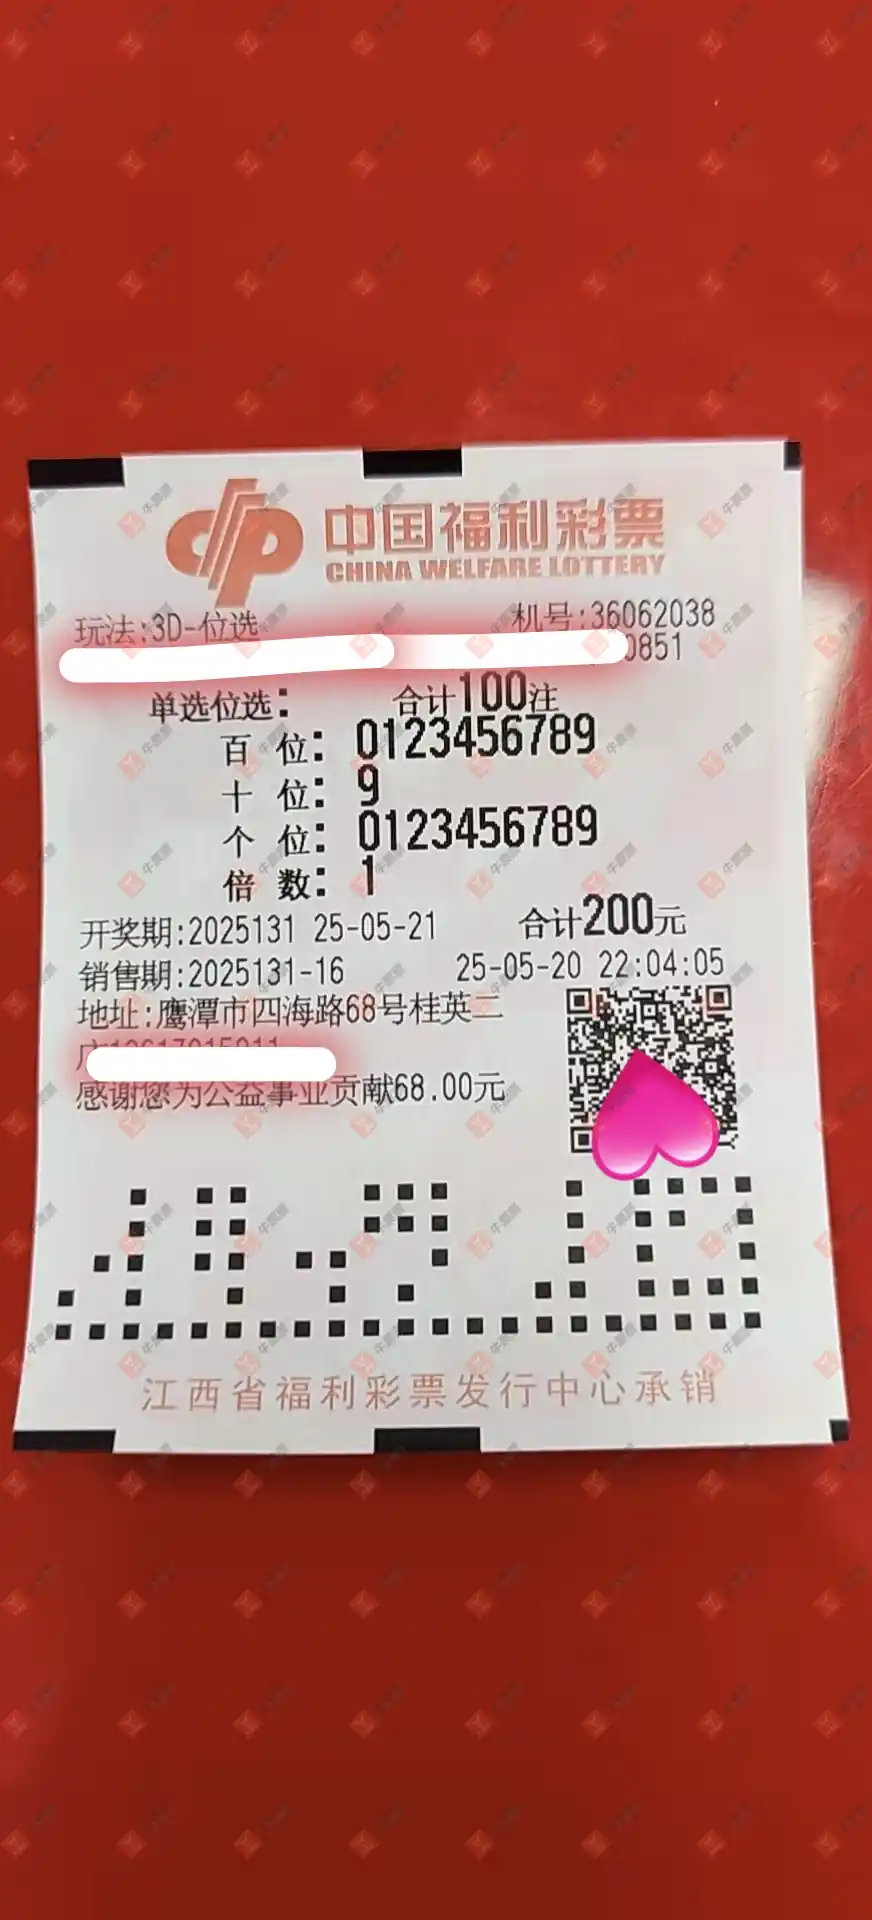 中国福利彩票
CHINA WELFARE LOTTERY
玩法:3D-位选 机号:36062038
0851
单选位选: 合计100注
百 位: 0123456789
十 位: 9
个 位: 0123456789
倍 数: 1
开奖期:2025131 25-05-21 合计200元
销售期:2025131-16 25-05-20 22:04:05
地址:鹰潭市四海路68号桂英二
感谢您为公益事业贡献68.00元
江西省福利彩票发行中心承销